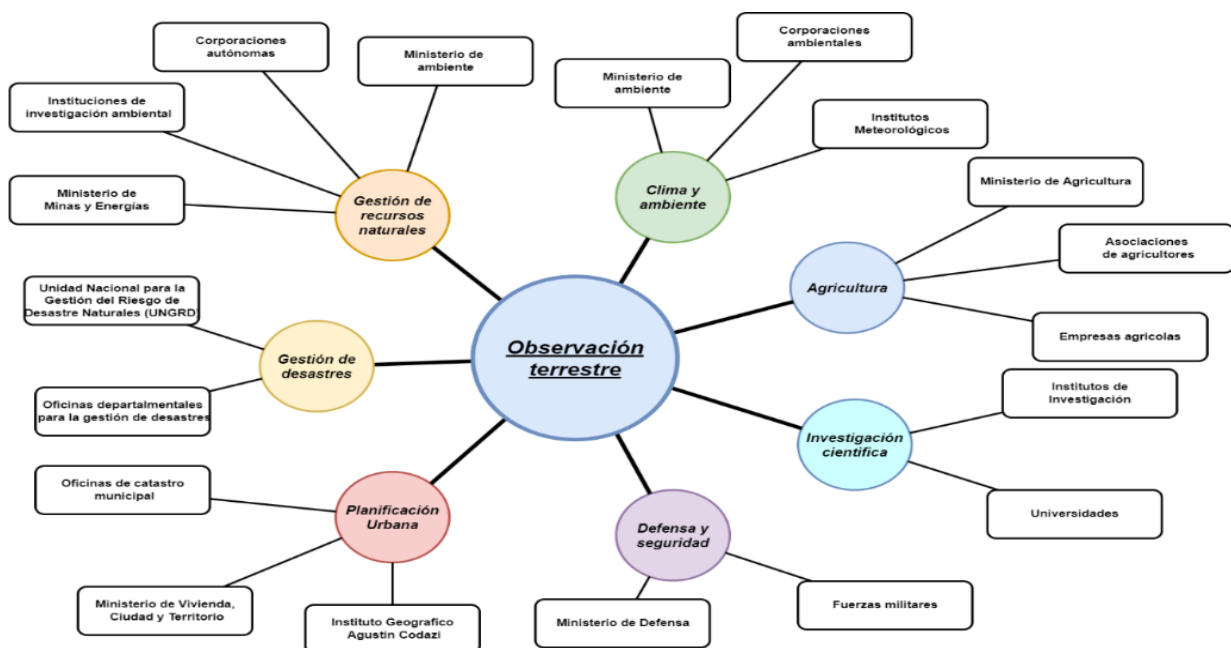 Corporaciones
autónomas
Ministerio de
ambiente
Instituciones de
investigación ambiental
Ministerio de
Minas y Energías
Gestión de
recursos
naturales
Corporaciones
ambientales
Ministerio de
ambiente
Institutos
Meteorológicos
Clima y
ambiente
Ministerio de Agricultura
Asociaciones
de agricultores
Empresas agricolas
Agricultura
Unidad Nacional para la
Gestión del Riesgo de
Desastre Naturales (UNGRD)
Oficinas departalmentales
para la gestión de desastres
Gestión de
desastres
Observación
terrestre
Institutos de
Investigación
Universidades
Investigación
cientifica
Oficinas de catastro
municipal
Planificación
Urbana
Ministerio de Vivienda,
Ciudad y Territorio
Instituto Geografico
Agustin Codazi
Defensa y
seguridad
Ministerio de Defensa
Fuerzas militares